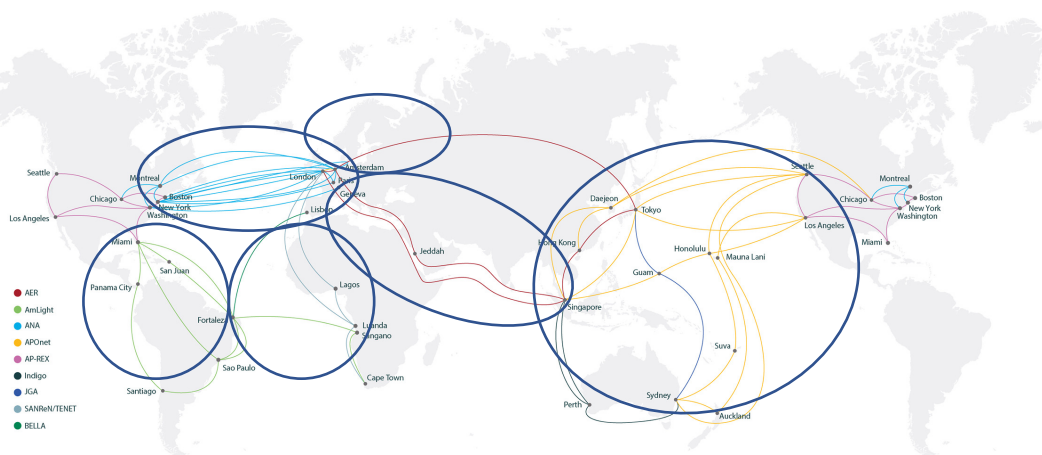 Seattle
Montreal
Boston
Chicago
New York
Washington
Los Angeles
Miami
San Juan
Panama City
Fortalez
Sao Paulo
Santiago
London
Amsterdam
Paris
Geneva
Lisbon
Jeddah
Lagos
Luanda
Sangano
Cape Town
Daejeon
Tokyo
Hong Kong
Singapore
Guam
Honolulu
Mauna Lani
Suva
Perth
Sydney
Auckland
Seattle
Montreal
Chicago
Boston
New York
Washington
Los Angeles
Miami
AER
AmLight
ANA
APOnet
AP-REX
Indigo
JGA
SANReN/TENET
BELLA